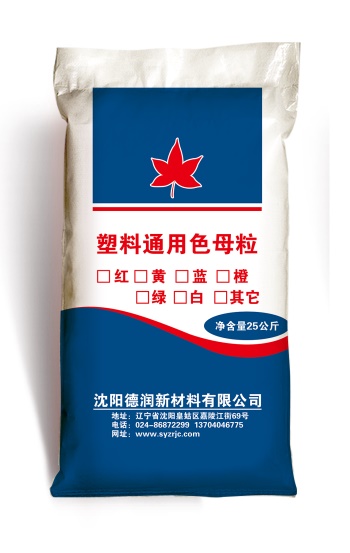 塑料通用色母粒
□红□黄 □蓝 □橙
□绿 □白 □其它
净含量25公斤
沈阳德润新材料有限公司
地址：辽宁省沈阳皇姑区嘉陵江街69号
电话：024-86872299 13704046775
网址：www.syzrjc.com